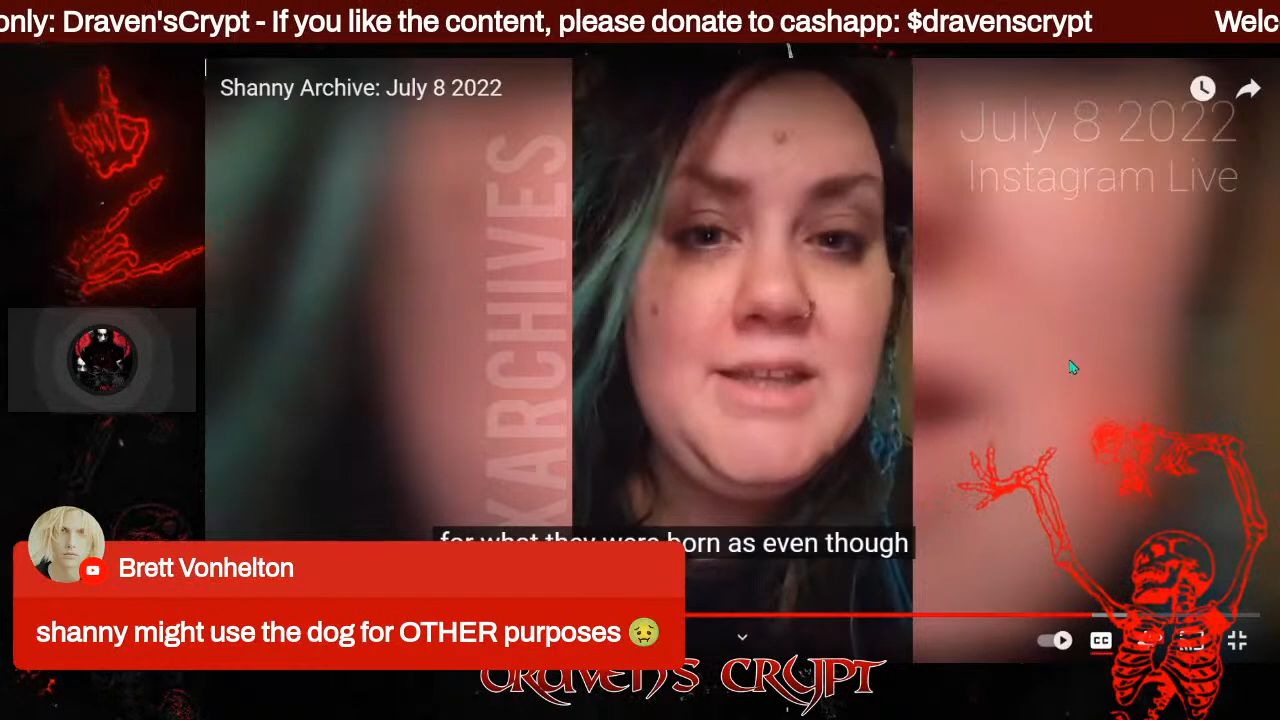 only: Draven'sCrypt - If you like the content, please donate to cashapp: $dravenscrypt
Welc
Shanny Archive: July 8 2022
July 8 2022
Instagram Live
XARCHIVES
for what they were born as even though
Brett Vonhelton
shanny might use the dog for OTHER purposes 🤢
CC
DRAVEN'S CRYPT